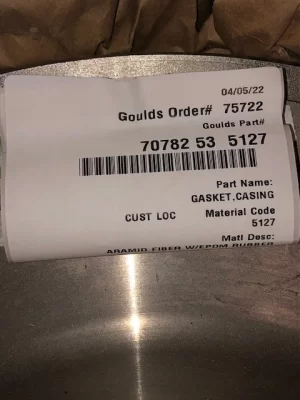 04/05/22
Goulds Order# 75722
Goulds Part#
70782 53 5127
Part Name:
GASKET,CASING
CUST LOC Material Code
5127
Matl Desc:
ARAMID FIBER W/EPDM RUBBER